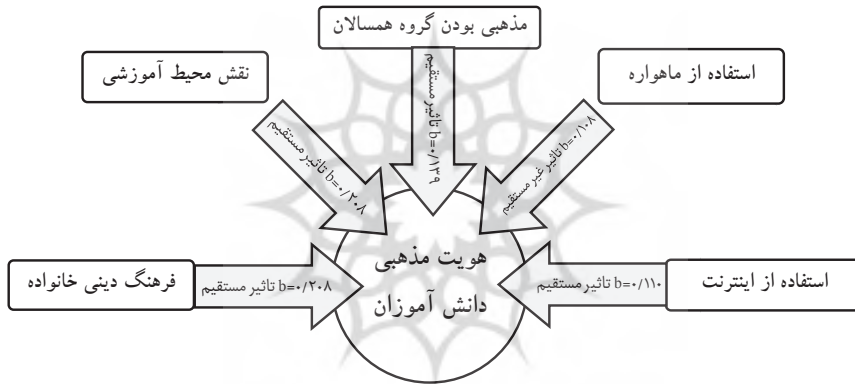 مذهبی بودن گروه همسالان
استفاده از ماهواره
نقش محیط آموزشی
b=۰/۱۳۹ تاثیر مستقیم
b=۰/۱۰۸ تاثیر غیر مستقیم
b=۰/۲۰۸ تاثیر مستقیم
هویت مذهبی
دانش آموزان
استفاده از اینترنت
b=۰/۱۱۰ تاثیر مستقیم
b=۰/۲۰۸ تاثیر مستقیم
فرهنگ دینی خانواده